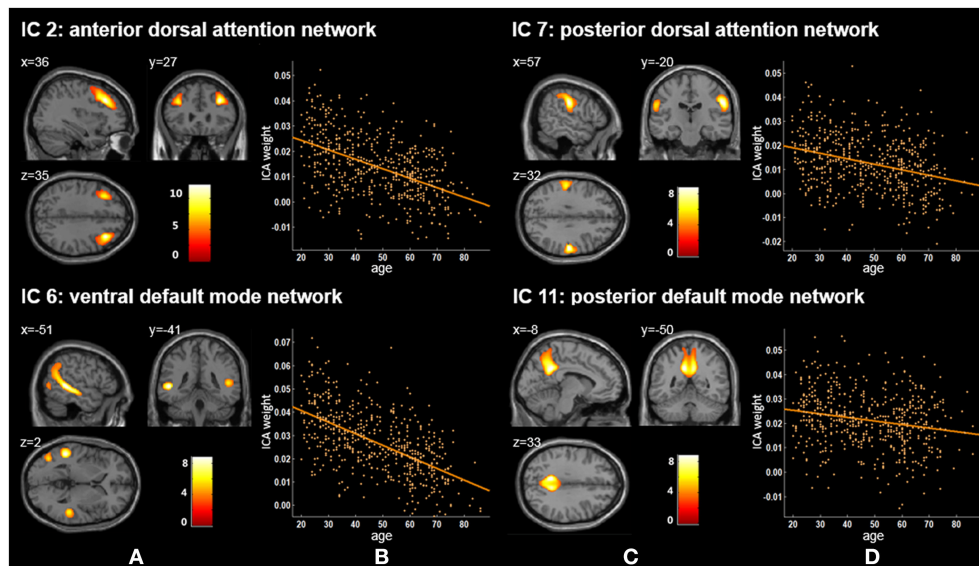 IC 2: anterior dorsal attention network
x=36
y=27
z=35
10
5
0
0.05
0.04
0.03
0.02
0.01
0.00
-0.01
ICA weight
20 30 40 50 60 70 80
age
IC 7: posterior dorsal attention network
x=57
y=-20
z=32
8
4
0
0.05
0.04
0.03
0.02
0.01
0.00
-0.01
-0.02
ICA weight
20 30 40 50 60 70 80
age
IC 6: ventral default mode network
x=-51
y=-41
z=2
8
4
0
0.07
0.06
0.05
0.04
0.03
0.02
0.01
0.00
ICA weight
20 30 40 50 60 70 80
age
IC 11: posterior default mode network
x=-8
y=-50
z=33
8
4
0
0.05
0.04
0.03
0.02
0.01
0.00
-0.01
ICA weight
20 30 40 50 60 70 80 90
age
A B C D